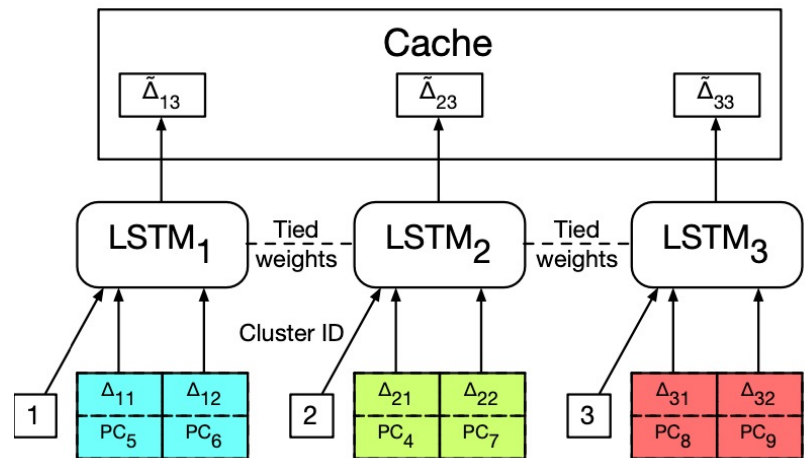 Cache
Δ̃₁₃ Δ̃₂₃ Δ̃₃₃
LSTM₁ Tied weights LSTM₂ Tied weights LSTM₃
Cluster ID
1 Δ₁₁ Δ₁₂ 2 Δ₂₁ Δ₂₂ 3 Δ₃₁ Δ₃₂
PC₅ PC₆ PC₄ PC₇ PC₈ PC₉